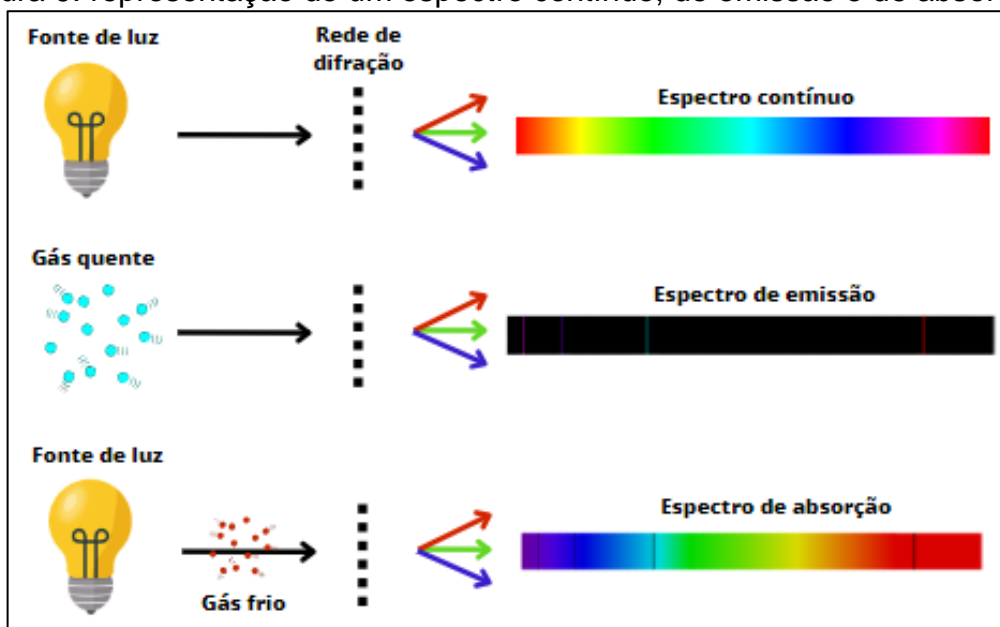 Fonte de luz
Rede de
difração
Espectro contínuo
Gás quente
Espectro de emissão
Fonte de luz
Espectro de absorção
Gás frio